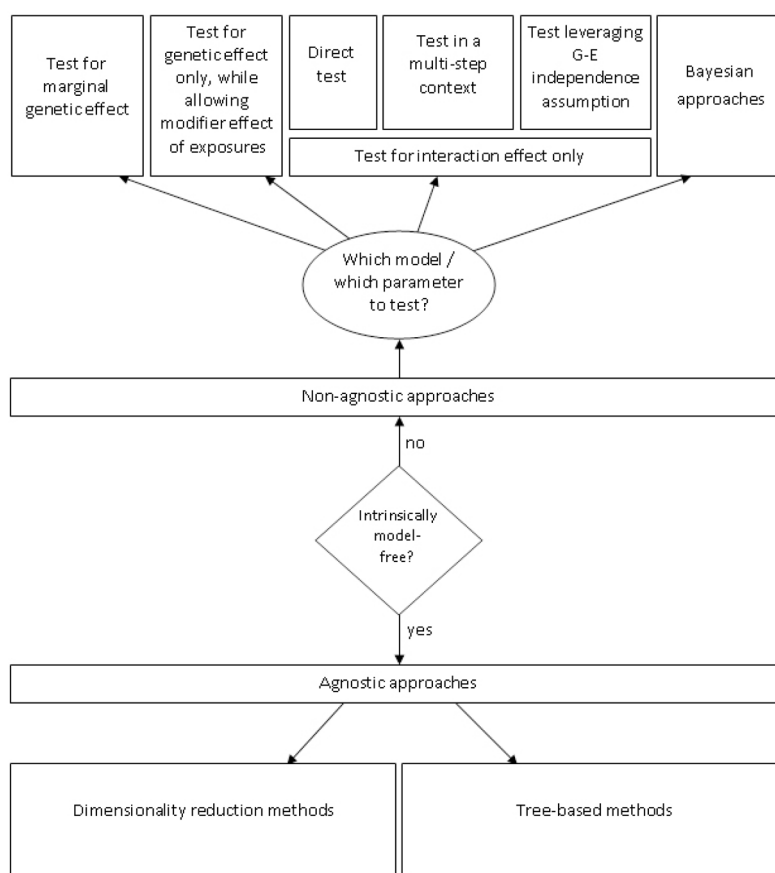 Test for
marginal
genetic effect
Test for
genetic effect
only, while
allowing
modifier effect
of exposures
Direct
test
Test in a
multi-step
context
Test leveraging
G-E
independence
assumption
Bayesian
approaches
Test for interaction effect only
Which model /
which parameter
to test?
Non-agnostic approaches
no
Intrinsically
model-
free?
yes
Agnostic approaches
Dimensionality reduction methods
Tree-based methods